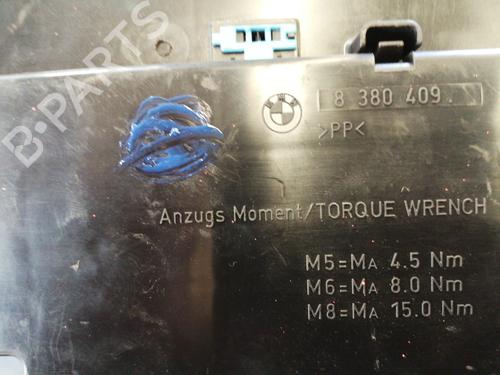 B-PARTS
8 380 409.
>PP<
Anzugs Moment/TORQUE WRENCH
M5=MA 4.5 Nm
M6=MA 8.0 Nm
M8=MA 15.0 Nm